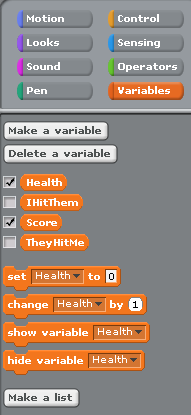 Motion Control
Looks Sensing
Sound Operators
Pen Variables
Make a variable
Delete a variable
Health
IHitThem
Score
TheyHitMe
set Health to 0
change Health by 1
show variable Health
hide variable Health
Make a list